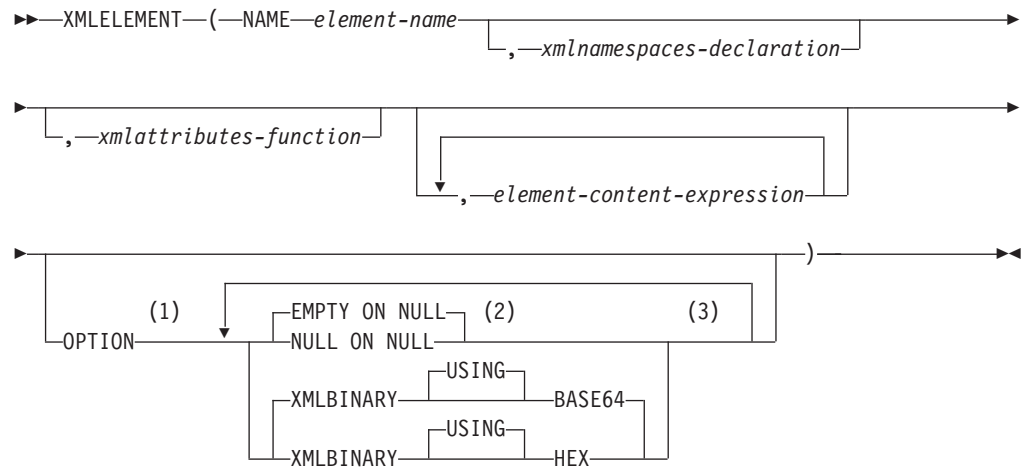 XMLELEMENT ( NAME element-name
, xmlnamespaces-declaration
, xmlattributes-function
, element-content-expression
)
OPTION (1) EMPTY ON NULL (2) (3)
NULL ON NULL
USING
XMLBINARY BASE64
USING
XMLBINARY HEX